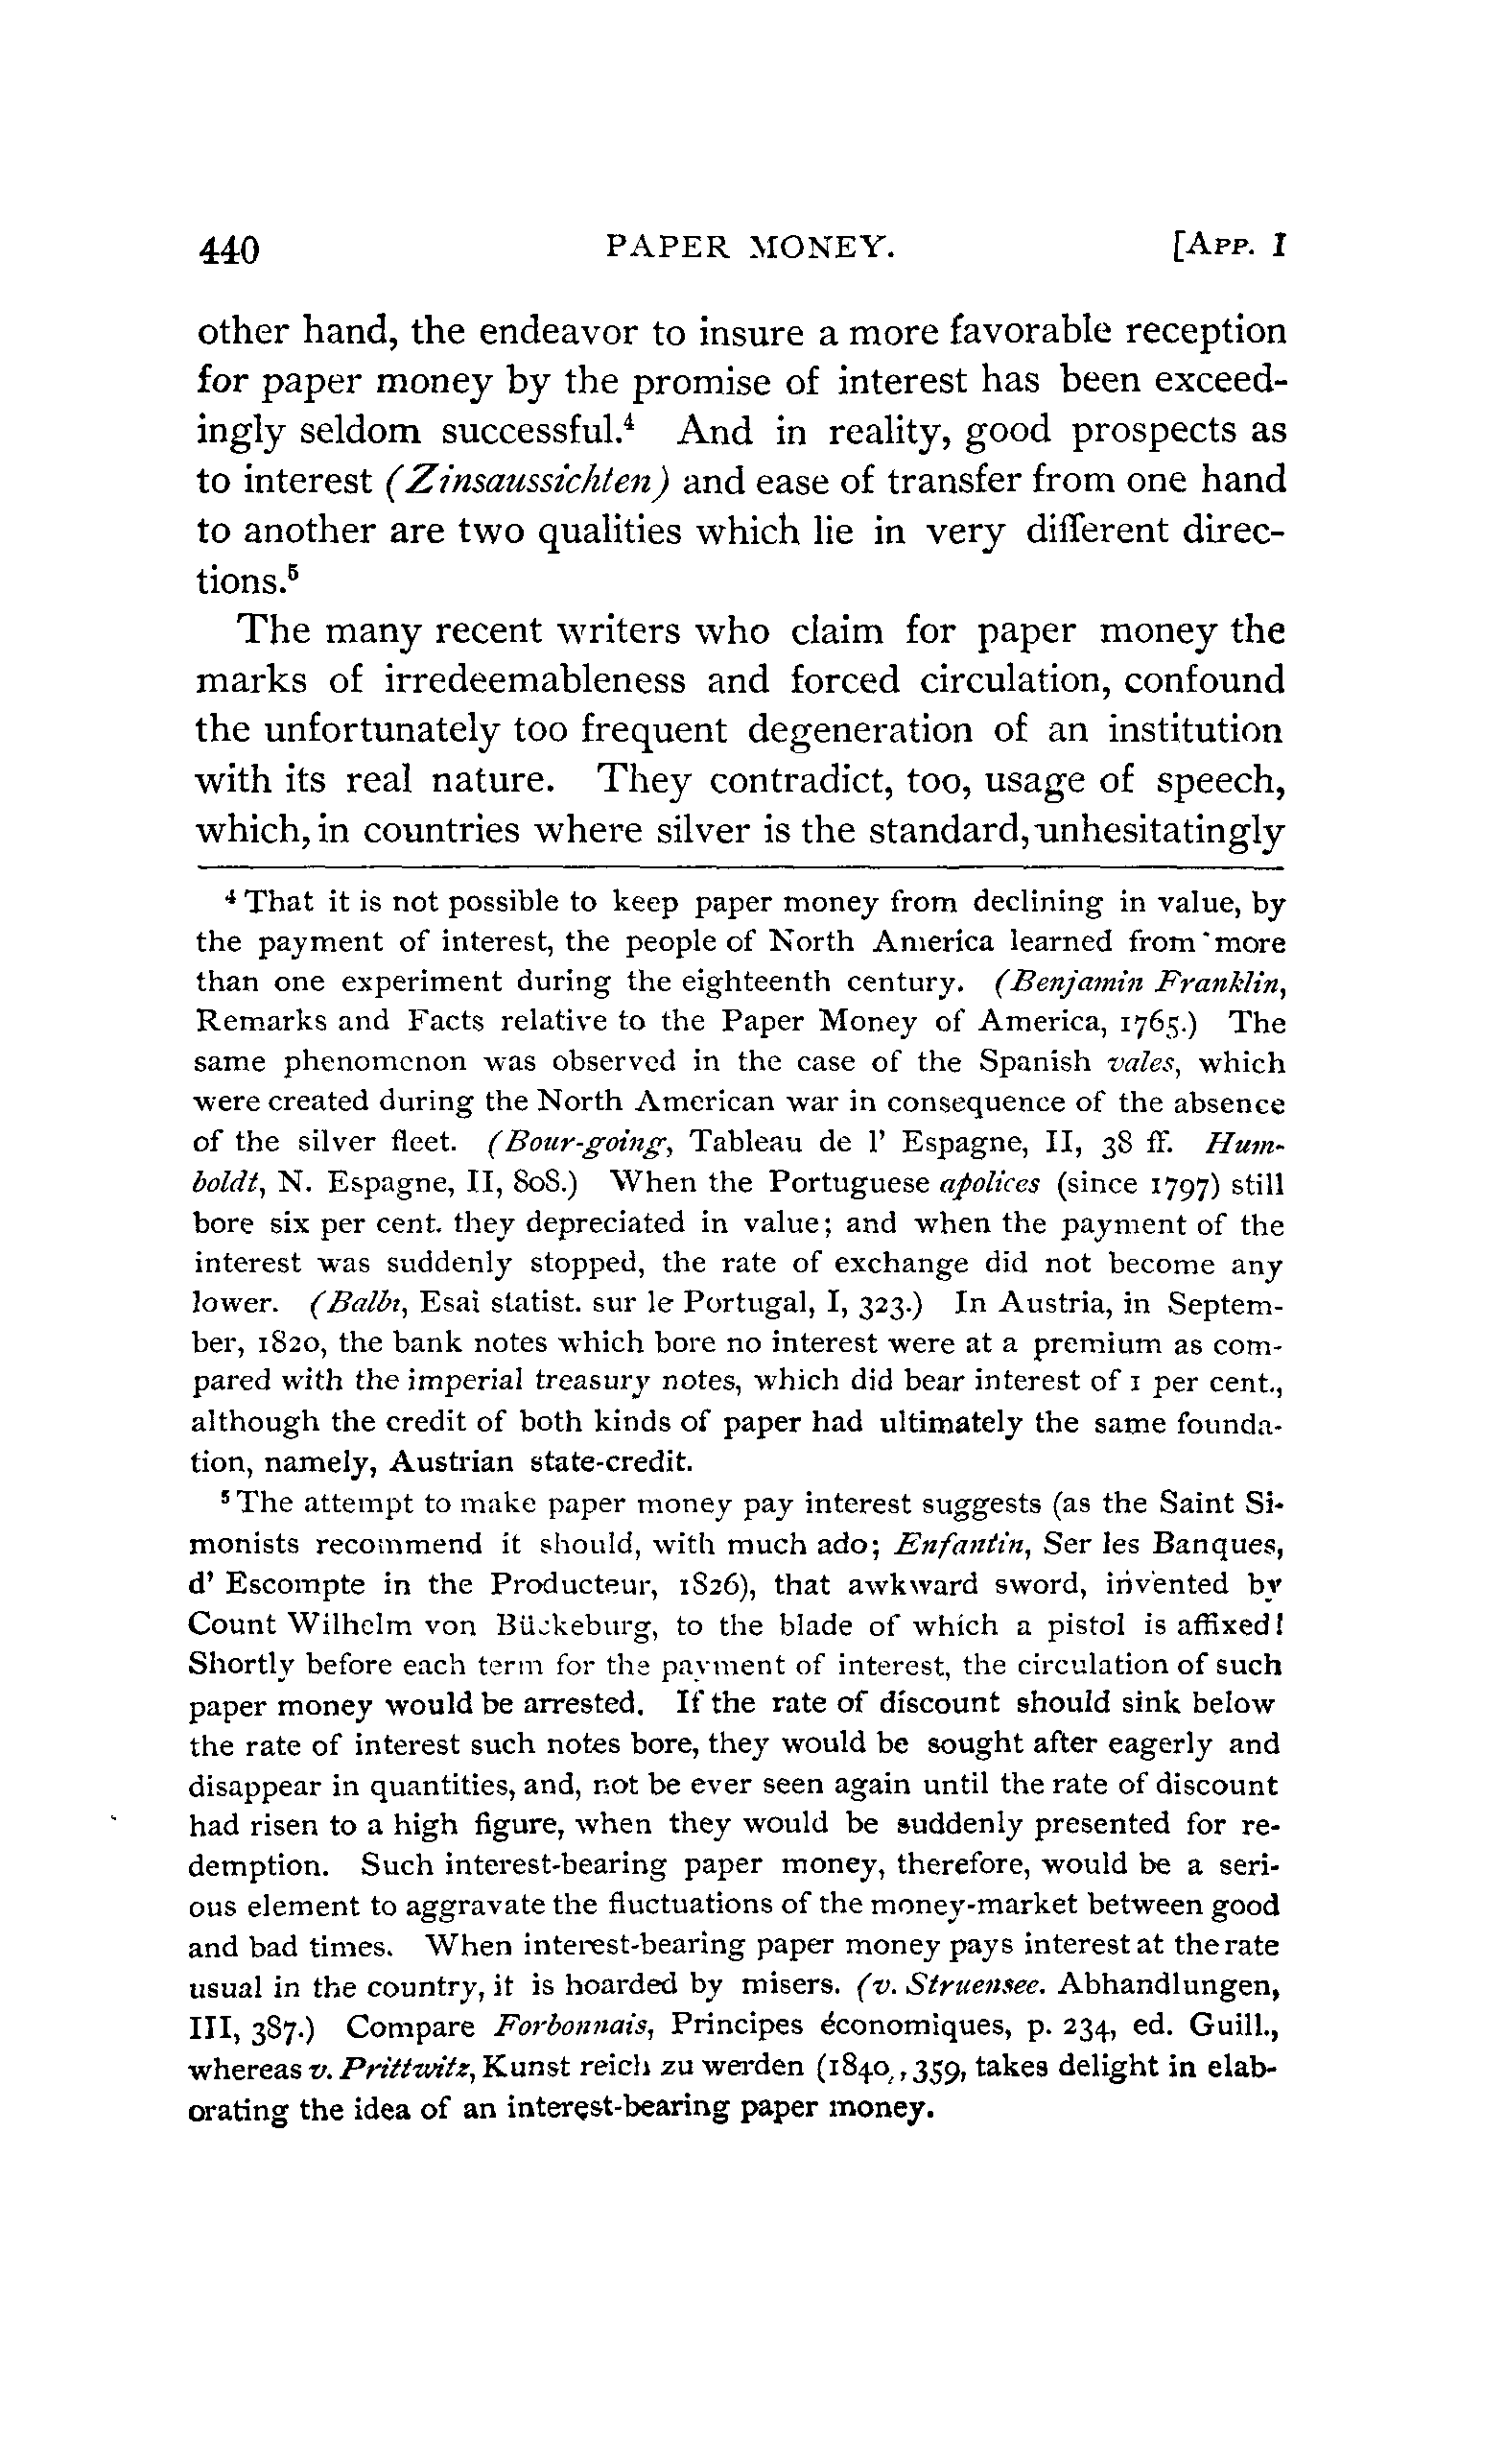 440 PAPER MONEY. [APP. I
other hand, the endeavor to insure a more favorable reception
for paper money by the promise of interest has been exceed-
ingly seldom successful.⁴ And in reality, good prospects as
to interest (Zinsaussichten) and ease of transfer from one hand
to another are two qualities which lie in very different direc-
tions.⁵
The many recent writers who claim for paper money the
marks of irredeemableness and forced circulation, confound
the unfortunately too frequent degeneration of an institution
with its real nature. They contradict, too, usage of speech,
which, in countries where silver is the standard, unhesitatingly
⁴ That it is not possible to keep paper money from declining in value, by
the payment of interest, the people of North America learned from more
than one experiment during the eighteenth century. (Benjamin Franklin,
Remarks and Facts relative to the Paper Money of America, 1765.) The
same phenomenon was observed in the case of the Spanish vales, which
were created during the North American war in consequence of the absence
of the silver fleet. (Bour-going, Tableau de l' Espagne, II, 38 ff. Hum-
boldt, N. Espagne, II, 808.) When the Portuguese apolices (since 1797) still
bore six per cent. they depreciated in value; and when the payment of the
interest was suddenly stopped, the rate of exchange did not become any
lower. (Balbi, Esai statist. sur le Portugal, I, 323.) In Austria, in Septem-
ber, 1820, the bank notes which bore no interest were at a premium as com-
pared with the imperial treasury notes, which did bear interest of 1 per cent.,
although the credit of both kinds of paper had ultimately the same founda-
tion, namely, Austrian state-credit.
⁵ The attempt to make paper money pay interest suggests (as the Saint Si-
monists recommend it should, with much ado; Enfantin, Ser les Banques,
d' Escompte in the Producteur, 1826), that awkward sword, invented by
Count Wilhelm von Bückeburg, to the blade of which a pistol is affixed!
Shortly before each term for the payment of interest, the circulation of such
paper money would be arrested. If the rate of discount should sink below
the rate of interest such notes bore, they would be sought after eagerly and
disappear in quantities, and, not be ever seen again until the rate of discount
had risen to a high figure, when they would be suddenly presented for re-
demption. Such interest-bearing paper money, therefore, would be a seri-
ous element to aggravate the fluctuations of the money-market between good
and bad times. When interest-bearing paper money pays interest at the rate
usual in the country, it is hoarded by misers. (v. Struensee. Abhandlungen,
III, 387.) Compare Forbonnais, Principes économiques, p. 234, ed. Guill.,
whereas v. Prittwitz, Kunst reich zu werden (1840,, 359, takes delight in elab-
orating the idea of an interest-bearing paper money.